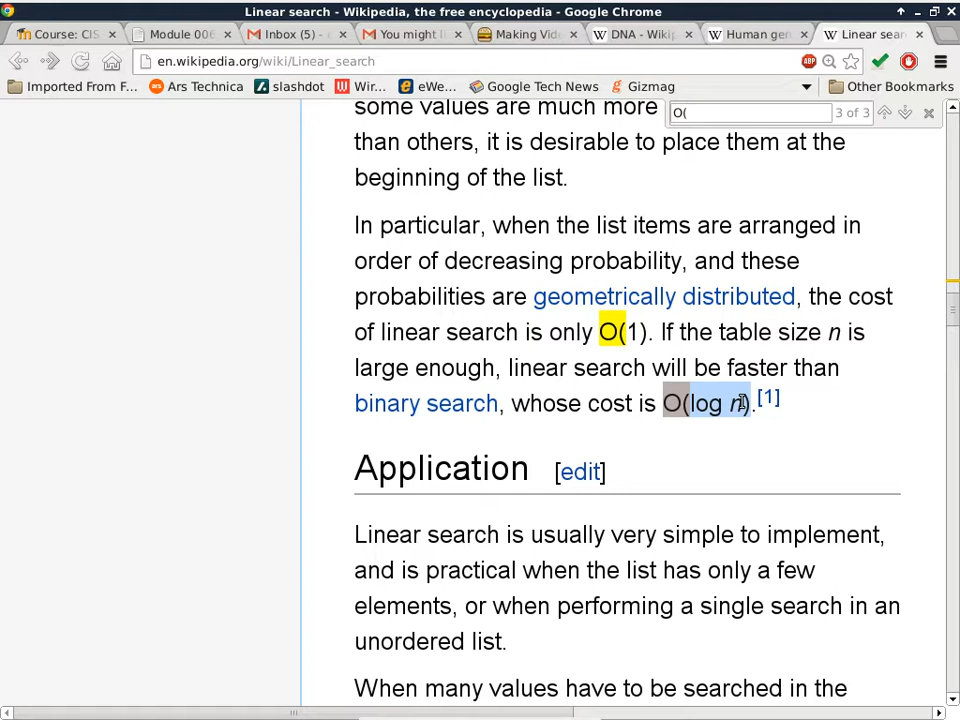 Linear search - Wikipedia, the free encyclopedia - Google Chrome
Course: CIS
Module 006
Inbox (5) -
You might l
Making Vid
DNA - Wikip
Human gen
Linear sear
en.wikipedia.org/wiki/Linear_search
ABP
Imported From F...
Ars Technica
slashdot
Wir...
eWe...
Google Tech News
Gmagz
Other Bookmarks
O(
3 of 3
some values are much more
than others, it is desirable to place them at the
beginning of the list.
In particular, when the list items are arranged in
order of decreasing probability, and these
probabilities are geometrically distributed, the cost
of linear search is only O(1). If the table size n is
large enough, linear search will be faster than
binary search, whose cost is O(log n).[1]
Application [edit]
Linear search is usually very simple to implement,
and is practical when the list has only a few
elements, or when performing a single search in an
unordered list.
When many values have to be searched in the